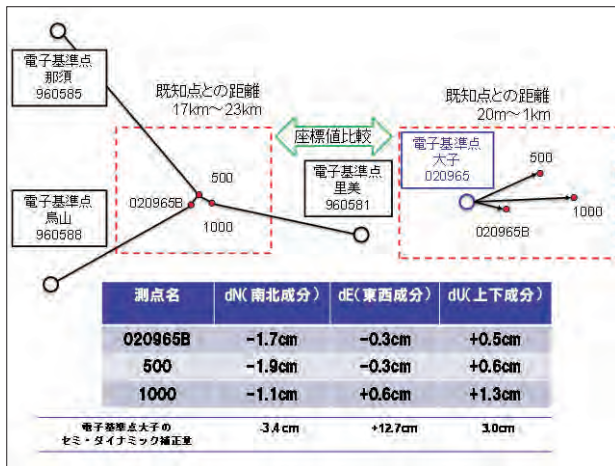 電子基準点
那須
960585
既知点との距離
17km～23km
既知点との距離
20m～1km
座標値比較
電子基準点
大子
020965
500
電子基準点
里美
960581
500
020965B
1000
1000
020965B
電子基準点
烏山
960588
測点名 dN(南北成分) dE(東西成分) dU(上下成分)
020965B -1.7cm -0.3cm +0.5cm
500 -1.9cm -0.3cm +0.6cm
1000 -1.1cm +0.6cm +1.3cm
電子基準点大子の
セミ・ダイナミック補正量 -3.4 cm +12.7cm 3.0cm